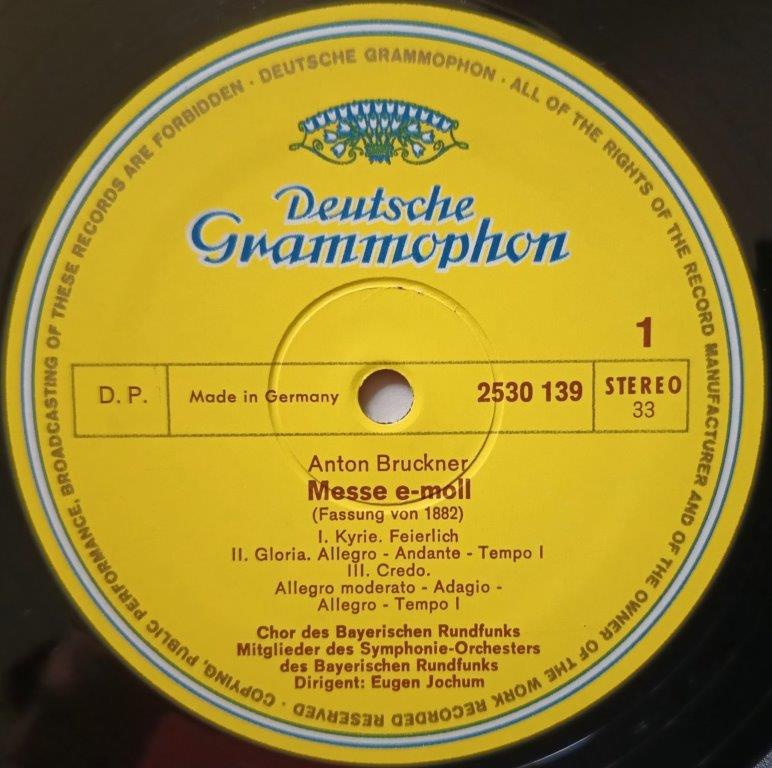 DEUTSCHE GRAMMOPHON · ALL OF THE RIGHTS OF THE RECORD MANUFACTURER AND OF THE OWNER OF THE WORK RECORDED RESERVED · COPYING, PUBLIC PERFORMANCE, BROADCASTING OF THESE RECORDS ARE FORBIDDEN ·
Deutsche
Grammophon
1
D. P.
Made in Germany
2530 139
STEREO
33
Anton Bruckner
Messe e-moll
(Fassung von 1882)
I. Kyrie. Feierlich
II. Gloria. Allegro - Andante - Tempo I
III. Credo.
Allegro moderato - Adagio -
Allegro - Tempo I
Chor des Bayerischen Rundfunks
Mitglieder des Symphonie-Orchesters
des Bayerischen Rundfunks
Dirigent: Eugen Jochum